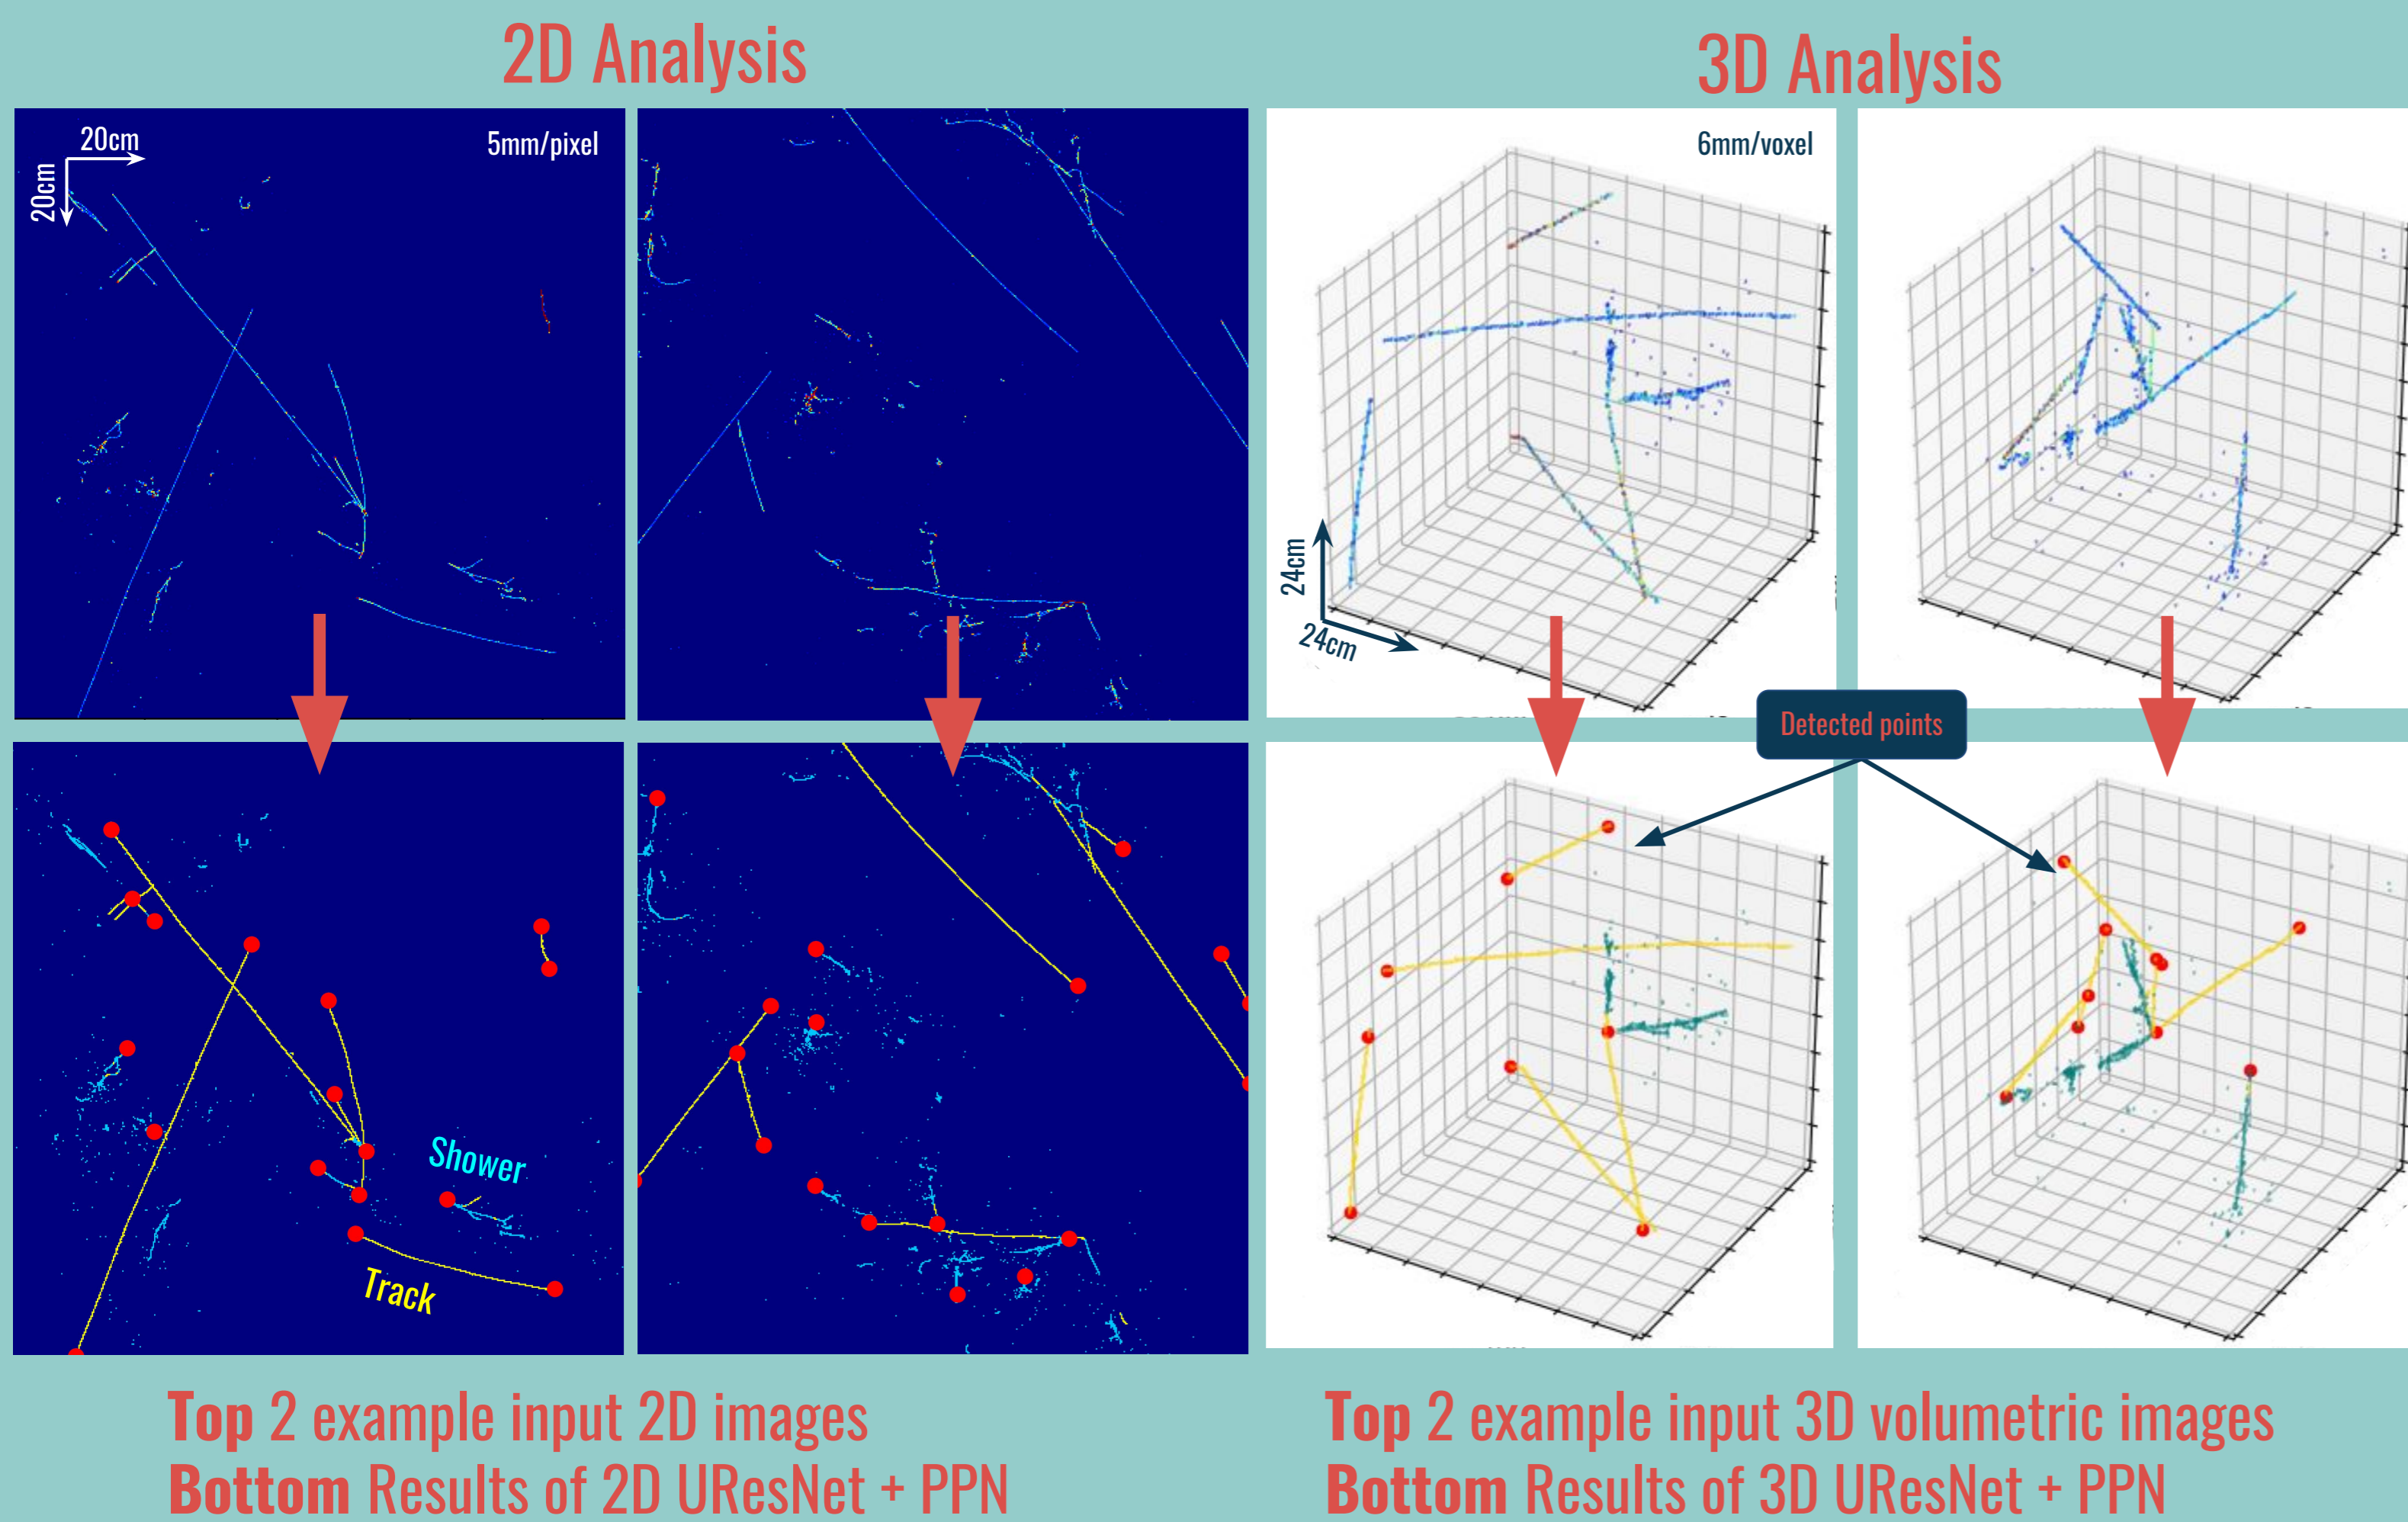 2D Analysis
3D Analysis
20cm
20cm
5mm/pixel
6mm/voxel
24cm
24cm
Detected points
Shower
Track
Top 2 example input 2D images
Bottom Results of 2D UResNet + PPN
Top 2 example input 3D volumetric images
Bottom Results of 3D UResNet + PPN